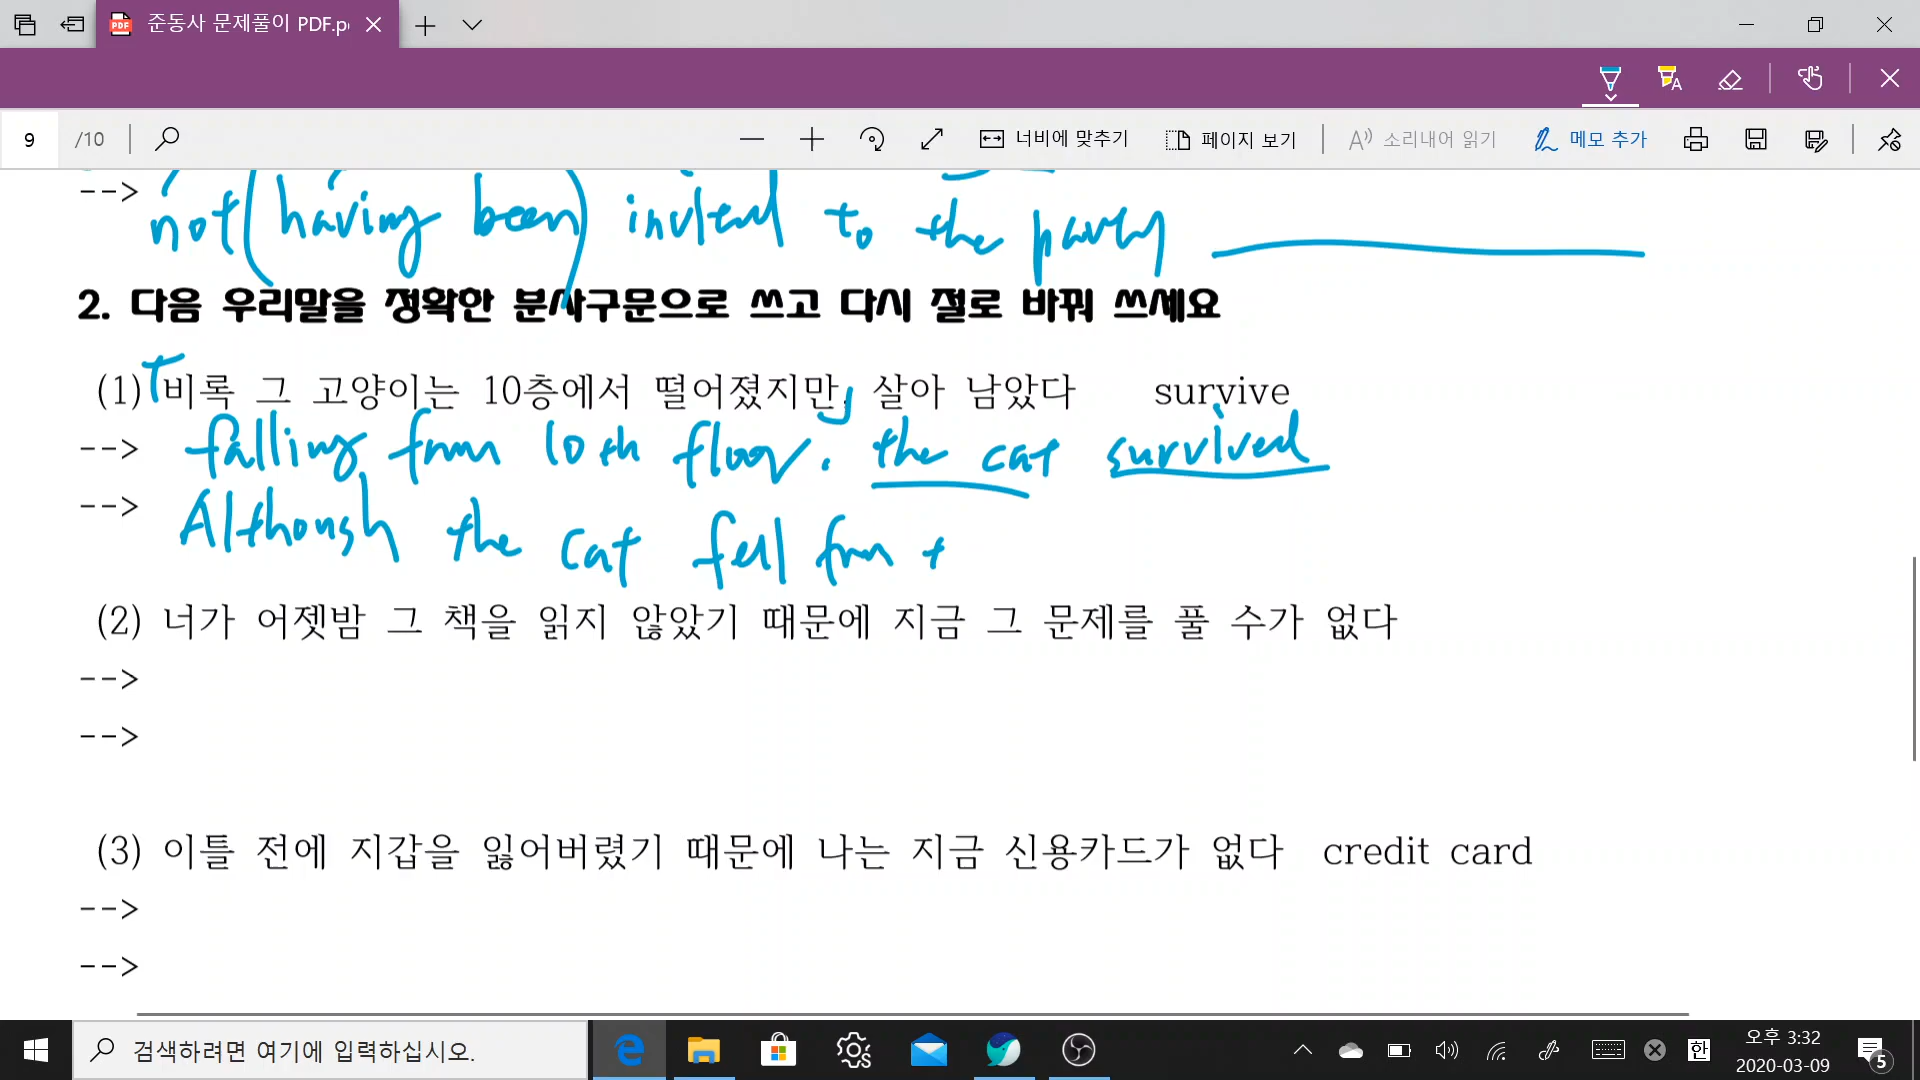 준동사 문제풀이 PDF.p
9 /10 너비에 맞추기 페이지 보기 소리내어 읽기 메모 추가
-->
not (having been) invited to the party
2. 다음 우리말을 정확한 분사구문으로 쓰고 다시 절로 바꿔 쓰세요
(1) 비록 그 고양이는 10층에서 떨어졌지만, 살아 남았다 survive
--> falling from 10th floor, the cat survived
--> Although the cat fell from t
(2) 너가 어젯밤 그 책을 읽지 않았기 때문에 지금 그 문제를 풀 수가 없다
-->
-->
(3) 이틀 전에 지갑을 잃어버렸기 때문에 나는 지금 신용카드가 없다 credit card
-->
-->
검색하려면 여기에 입력하십시오.
한
오후 3:32
2020-03-09
5